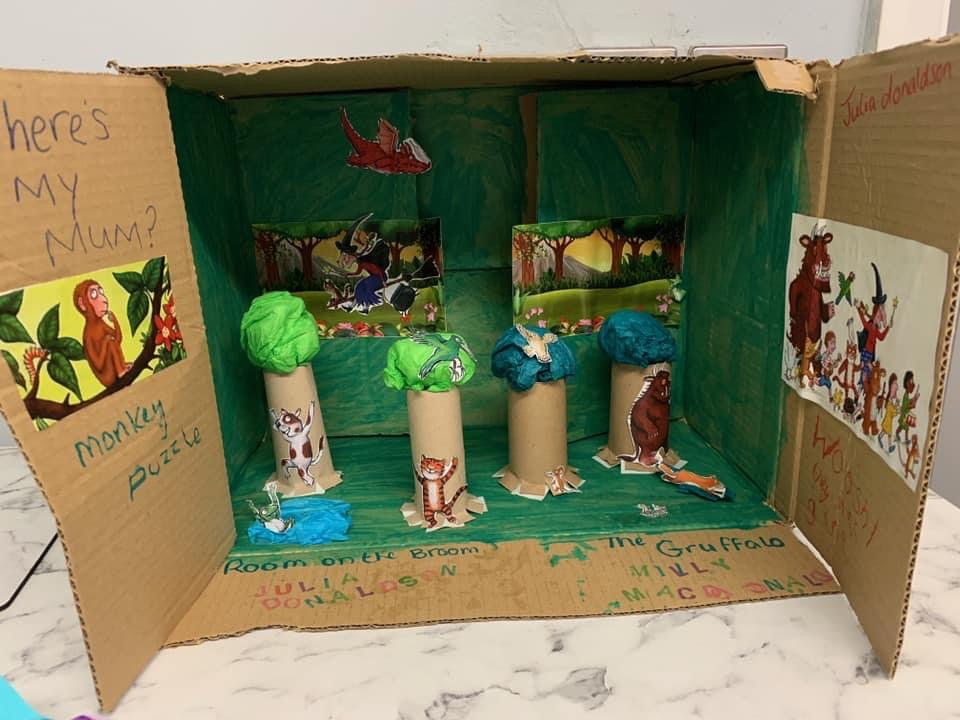 here's
MY
MUM?
monkey
puzzle
Julia donaldson
Room on the Broom
JULIA
DONALDSON
The Gruffalo
MILLY
MACDONALD